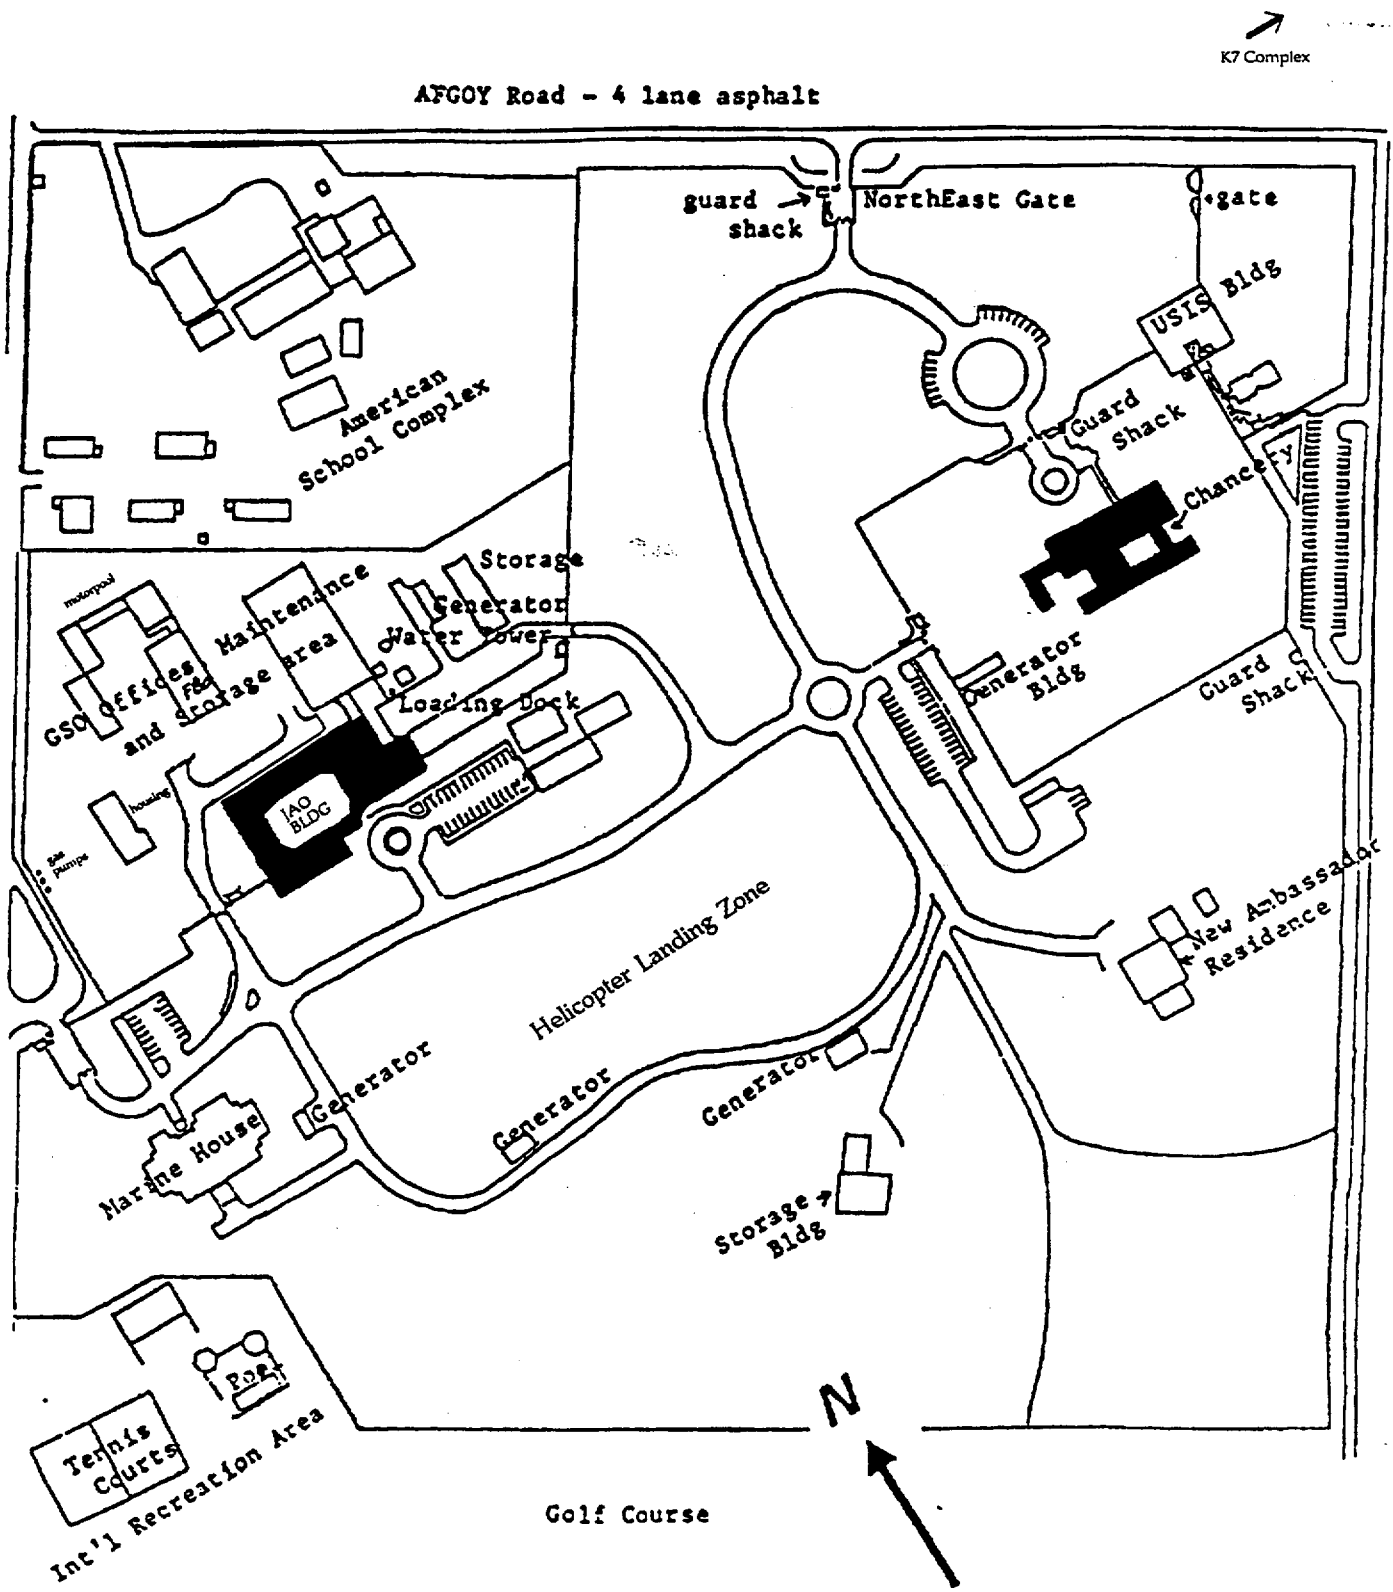 K7 Complex
AFGOY Road - 4 lane asphalt
guard
shack
NorthEast Gate
gate
USIS Bldg
American
School Complex
Guard
Shack
Chancery
Storage
Generator
Water Tower
motorpool
Maintenance
GSO Offices
and Storage area
F&D
Loading Dock
Generator
Bldg
Guard
Shack
JAO
BLDG
housing
gas
pumps
New Ambassador
Residence
Helicopter Landing Zone
Generator
Generator
Generator
Marine House
Storage
Bldg
Pool
N
Tennis
Courts
Int'l Recreation Area
Golf Course